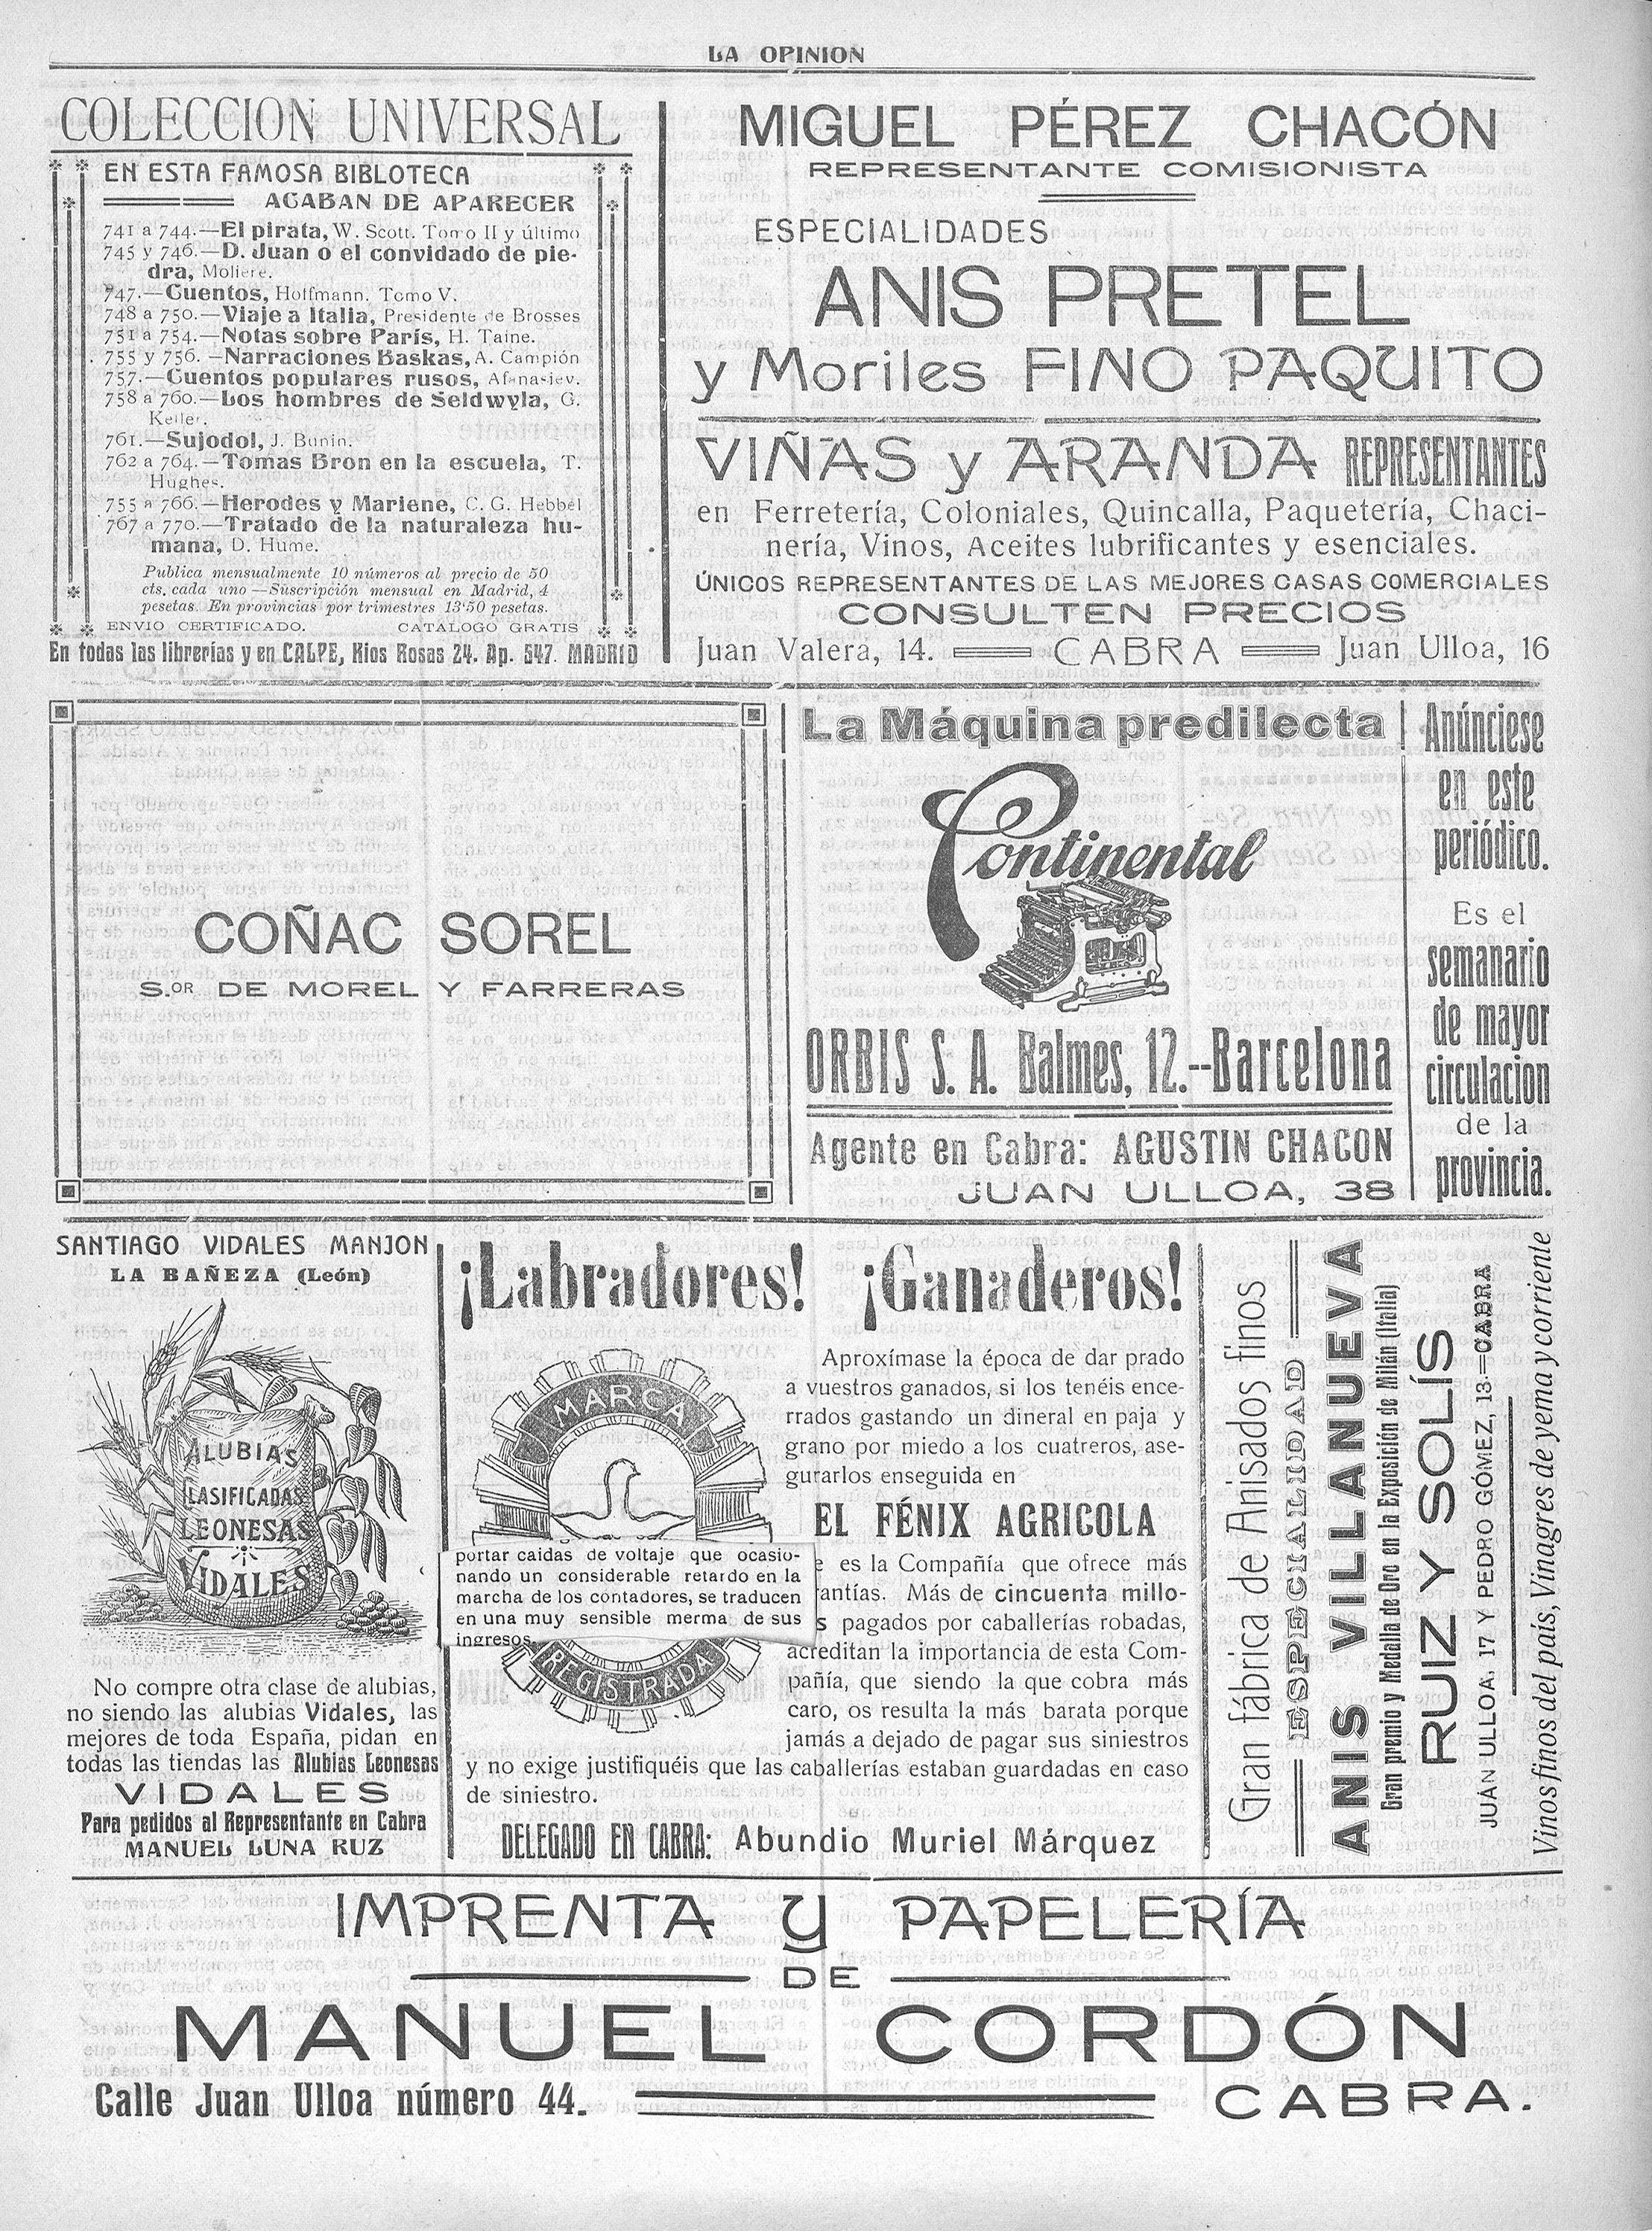 LA OPINION
COLECCION UNIVERSAL
EN ESTA FAMOSA BIBLOTECA
ACABAN DE APARECER
741 a 744.—El pirata, W. Scott. Tomo II y último
745 y 746.—D. Juan o el convidado de pie-
dra, Moliere.
747.—Cuentos, Hoffmann. Tomo V.
748 a 750.—Viaje a Italia, Presidente de Brosses
751 a 754.—Notas sobre París, H. Taine.
755 y 756.—Narraciones Baskas, A. Campión
757.—Cuentos populares rusos, Afanasiev.
758 a 760.—Los hombres de Seldwyla, G.
Keller.
761.—Sujodol, J. Bunin.
762 a 764.—Tomas Bron en la escuela, T.
Hughes.
755 a 766.—Herodes y Mariene, C. G. Hebbel
767 a 770.—Tratado de la naturaleza hu-
mana, D. Hume.
Publica mensualmente 10 números al precio de 50
cts. cada uno—Suscripción mensual en Madrid, 4
pesetas. En provincias por trimestres 13'50 pesetas.
ENVIO CERTIFICADO. CATALOGO GRATIS
En todas las librerías y en CALPE, Rios Rosas 24. Ap. 547. MADRID
MIGUEL PÉREZ CHACÓN
REPRESENTANTE COMISIONISTA
ESPECIALIDADES
ANIS PRETEL
y Moriles FINO PAQUITO
VIÑAS y ARANDA REPRESENTANTES
en Ferretería, Coloniales, Quincalla, Paquetería, Chaci-
nería, Vinos, Aceites lubrificantes y esenciales.
ÚNICOS REPRESENTANTES DE LAS MEJORES CASAS COMERCIALES
CONSULTEN PRECIOS
Juan Valera, 14. CABRA Juan Ulloa, 16
COÑAC SOREL
S.OR DE MOREL Y FARRERAS
La Máquina predilecta
Continental
ORBIS S. A. Balmes, 12.--Barcelona
Agente en Cabra: AGUSTIN CHACON
JUAN ULLOA, 38
Anúnciese
en este
periódico.
Es el
semanario
de mayor
circulacion
de la
provincia.
SANTIAGO VIDALES MANJON
LA BAÑEZA (León)
ALUBIAS
CLASIFICADAS
LEONESAS
VIDALES
No compre otra clase de alubias,
no siendo las alubias Vidales, las
mejores de toda España, pidan en
todas las tiendas las Alubias Leonesas
VIDALES
Para pedidos al Representante en Cabra
MANUEL LUNA RUZ
¡Labradores! ¡Ganaderos!
MARCA
REGISTRADA
portar caidas de voltaje que ocasio-
nando un considerable retardo en la
marcha de los contadores, se traducen
en una muy sensible merma de sus
ingresos.
Aproxímase la época de dar prado
a vuestros ganados, si los tenéis ence-
rrados gastando un dineral en paja y
grano por miedo a los cuatreros, ase-
gurarlos enseguida en
EL FÉNIX AGRICOLA
e es la Compañía que ofrece más
rantías. Más de cincuenta millo-
s pagados por caballerías robadas,
acreditan la importancia de esta Com-
pañía, que siendo la que cobra más
caro, os resulta la más barata porque
jamás a dejado de pagar sus siniestros
y no exige justifiquéis que las caballerías estaban guardadas en caso
de siniestro.
DELEGADO EN CABRA: Abundio Muriel Márquez
Gran fábrica de Anisados finos
ESPECIALIDAD
ANIS VILLANUEVA
Gran premio y Medalla de Oro en la Exposición de Milán (Italia)
RUIZ Y SOLÍS
JUAN ULLOA, 17 Y PEDRO GÓMEZ, 13.—CABRA
Vinos finos del país, Vinagres de yema y corriente
IMPRENTA Y PAPELERÍA
DE
MANUEL CORDÓN
Calle Juan Ulloa número 44. CABRA.